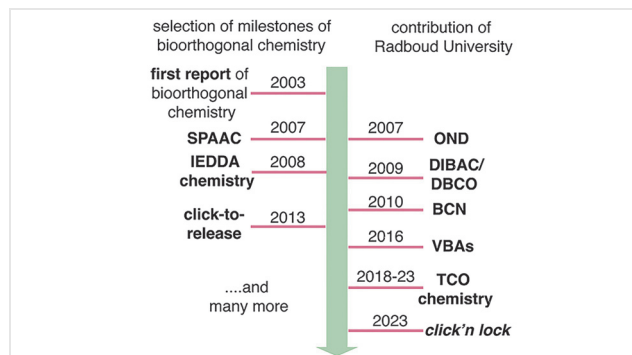 selection of milestones of
bioorthogonal chemistry
contribution of
Radboud University
first report of
bioorthogonal
chemistry
2003
SPAAC
2007
2007
OND
IEDDA
chemistry
2008
2009
DIBAC/
DBCO
2010
BCN
click-to-
release
2013
2016
VBAs
....and
many more
2018-23
TCO
chemistry
2023
click'n lock